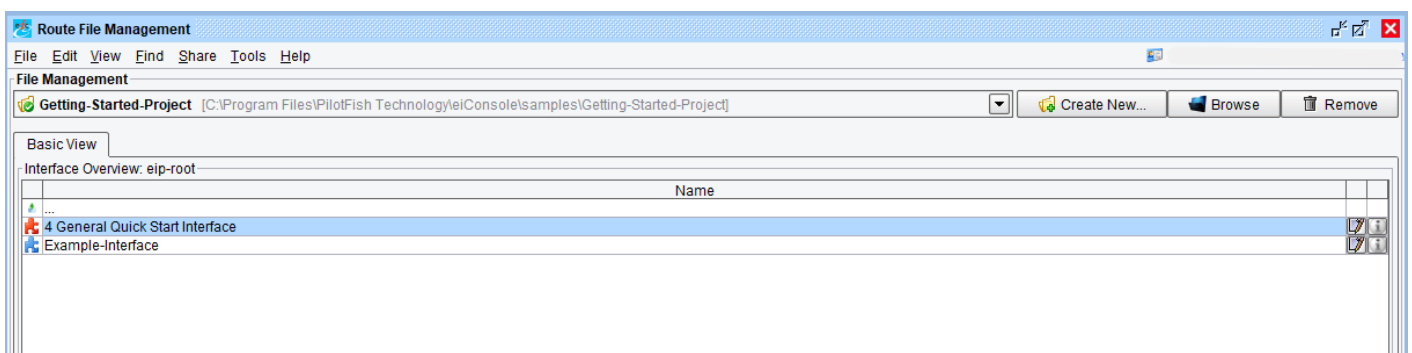 Route File Management
File Edit View Find Share Tools Help
File Management
Getting-Started-Project [C:\Program Files\PilotFish Technology\eiConsole\samples\Getting-Started-Project] Create New... Browse Remove
Basic View
Interface Overview: eip-root
Name
...
4 General Quick Start Interface
Example-Interface